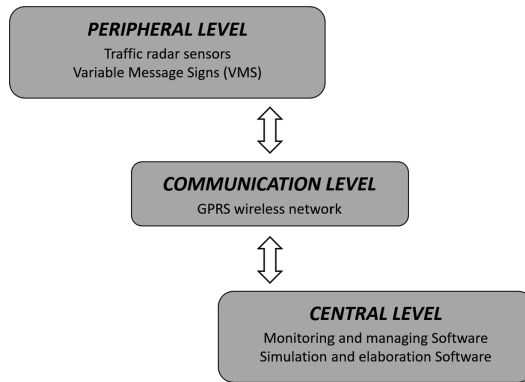 PERIPHERAL LEVEL
Traffic radar sensors
Variable Message Signs (VMS)
COMMUNICATION LEVEL
GPRS wireless network
CENTRAL LEVEL
Monitoring and managing Software
Simulation and elaboration Software